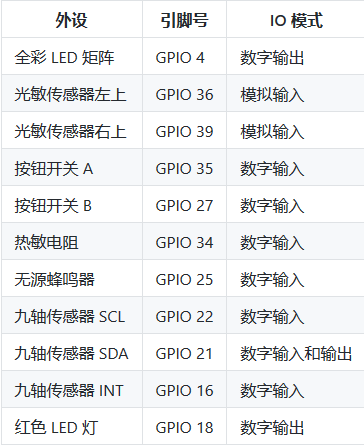 外设 引脚号 IO 模式
全彩 LED 矩阵 GPIO 4 数字输出
光敏传感器左上 GPIO 36 模拟输入
光敏传感器右上 GPIO 39 模拟输入
按钮开关 A GPIO 35 数字输入
按钮开关 B GPIO 27 数字输入
热敏电阻 GPIO 34 数字输入
无源蜂鸣器 GPIO 25 数字输入
九轴传感器 SCL GPIO 22 数字输入
九轴传感器 SDA GPIO 21 数字输入和输出
九轴传感器 INT GPIO 16 数字输入
红色 LED 灯 GPIO 18 数字输出